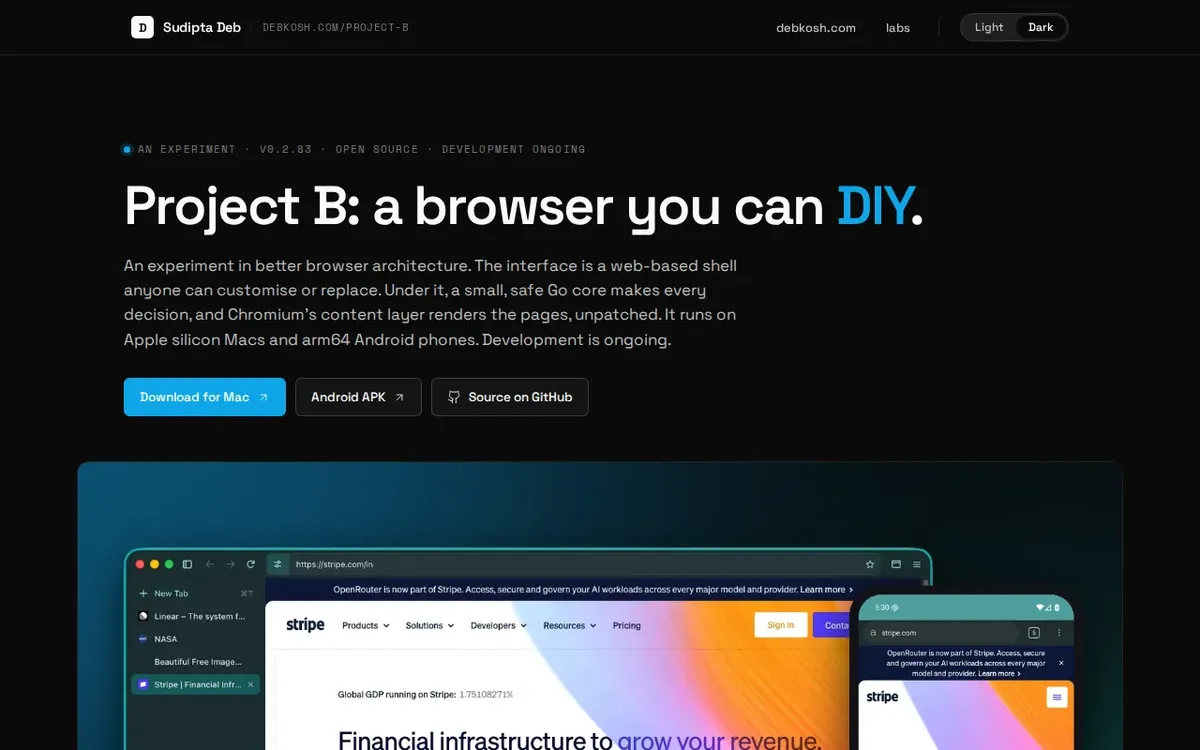 D Sudipta Deb DEBKOSH.COM/PROJECT-B debkosh.com labs Light Dark
AN EXPERIMENT · V0.2.83 · OPEN SOURCE · DEVELOPMENT ONGOING
Project B: a browser you can DIY.
An experiment in better browser architecture. The interface is a web-based shell
anyone can customise or replace. Under it, a small, safe Go core makes every
decision, and Chromium's content layer renders the pages, unpatched. It runs on
Apple silicon Macs and arm64 Android phones. Development is ongoing.
Download for Mac Android APK Source on GitHub
https://stripe.com/in
New Tab ⌘T
Linear – The system f...
NASA
Beautiful Free Image...
Stripe | Financial Infr...
OpenRouter is now part of Stripe. Access, secure and govern your AI workloads across every major model and provider. Learn more
stripe Products Solutions Developers Resources Pricing Sign in Conta
Global GDP running on Stripe: 1.75108271%
Financial infrastructure to grow your revenue.
5:30
stripe.com 5
OpenRouter is now part of Stripe. Access, secure
and govern your AI workloads across every major
model and provider. Learn more
stripe